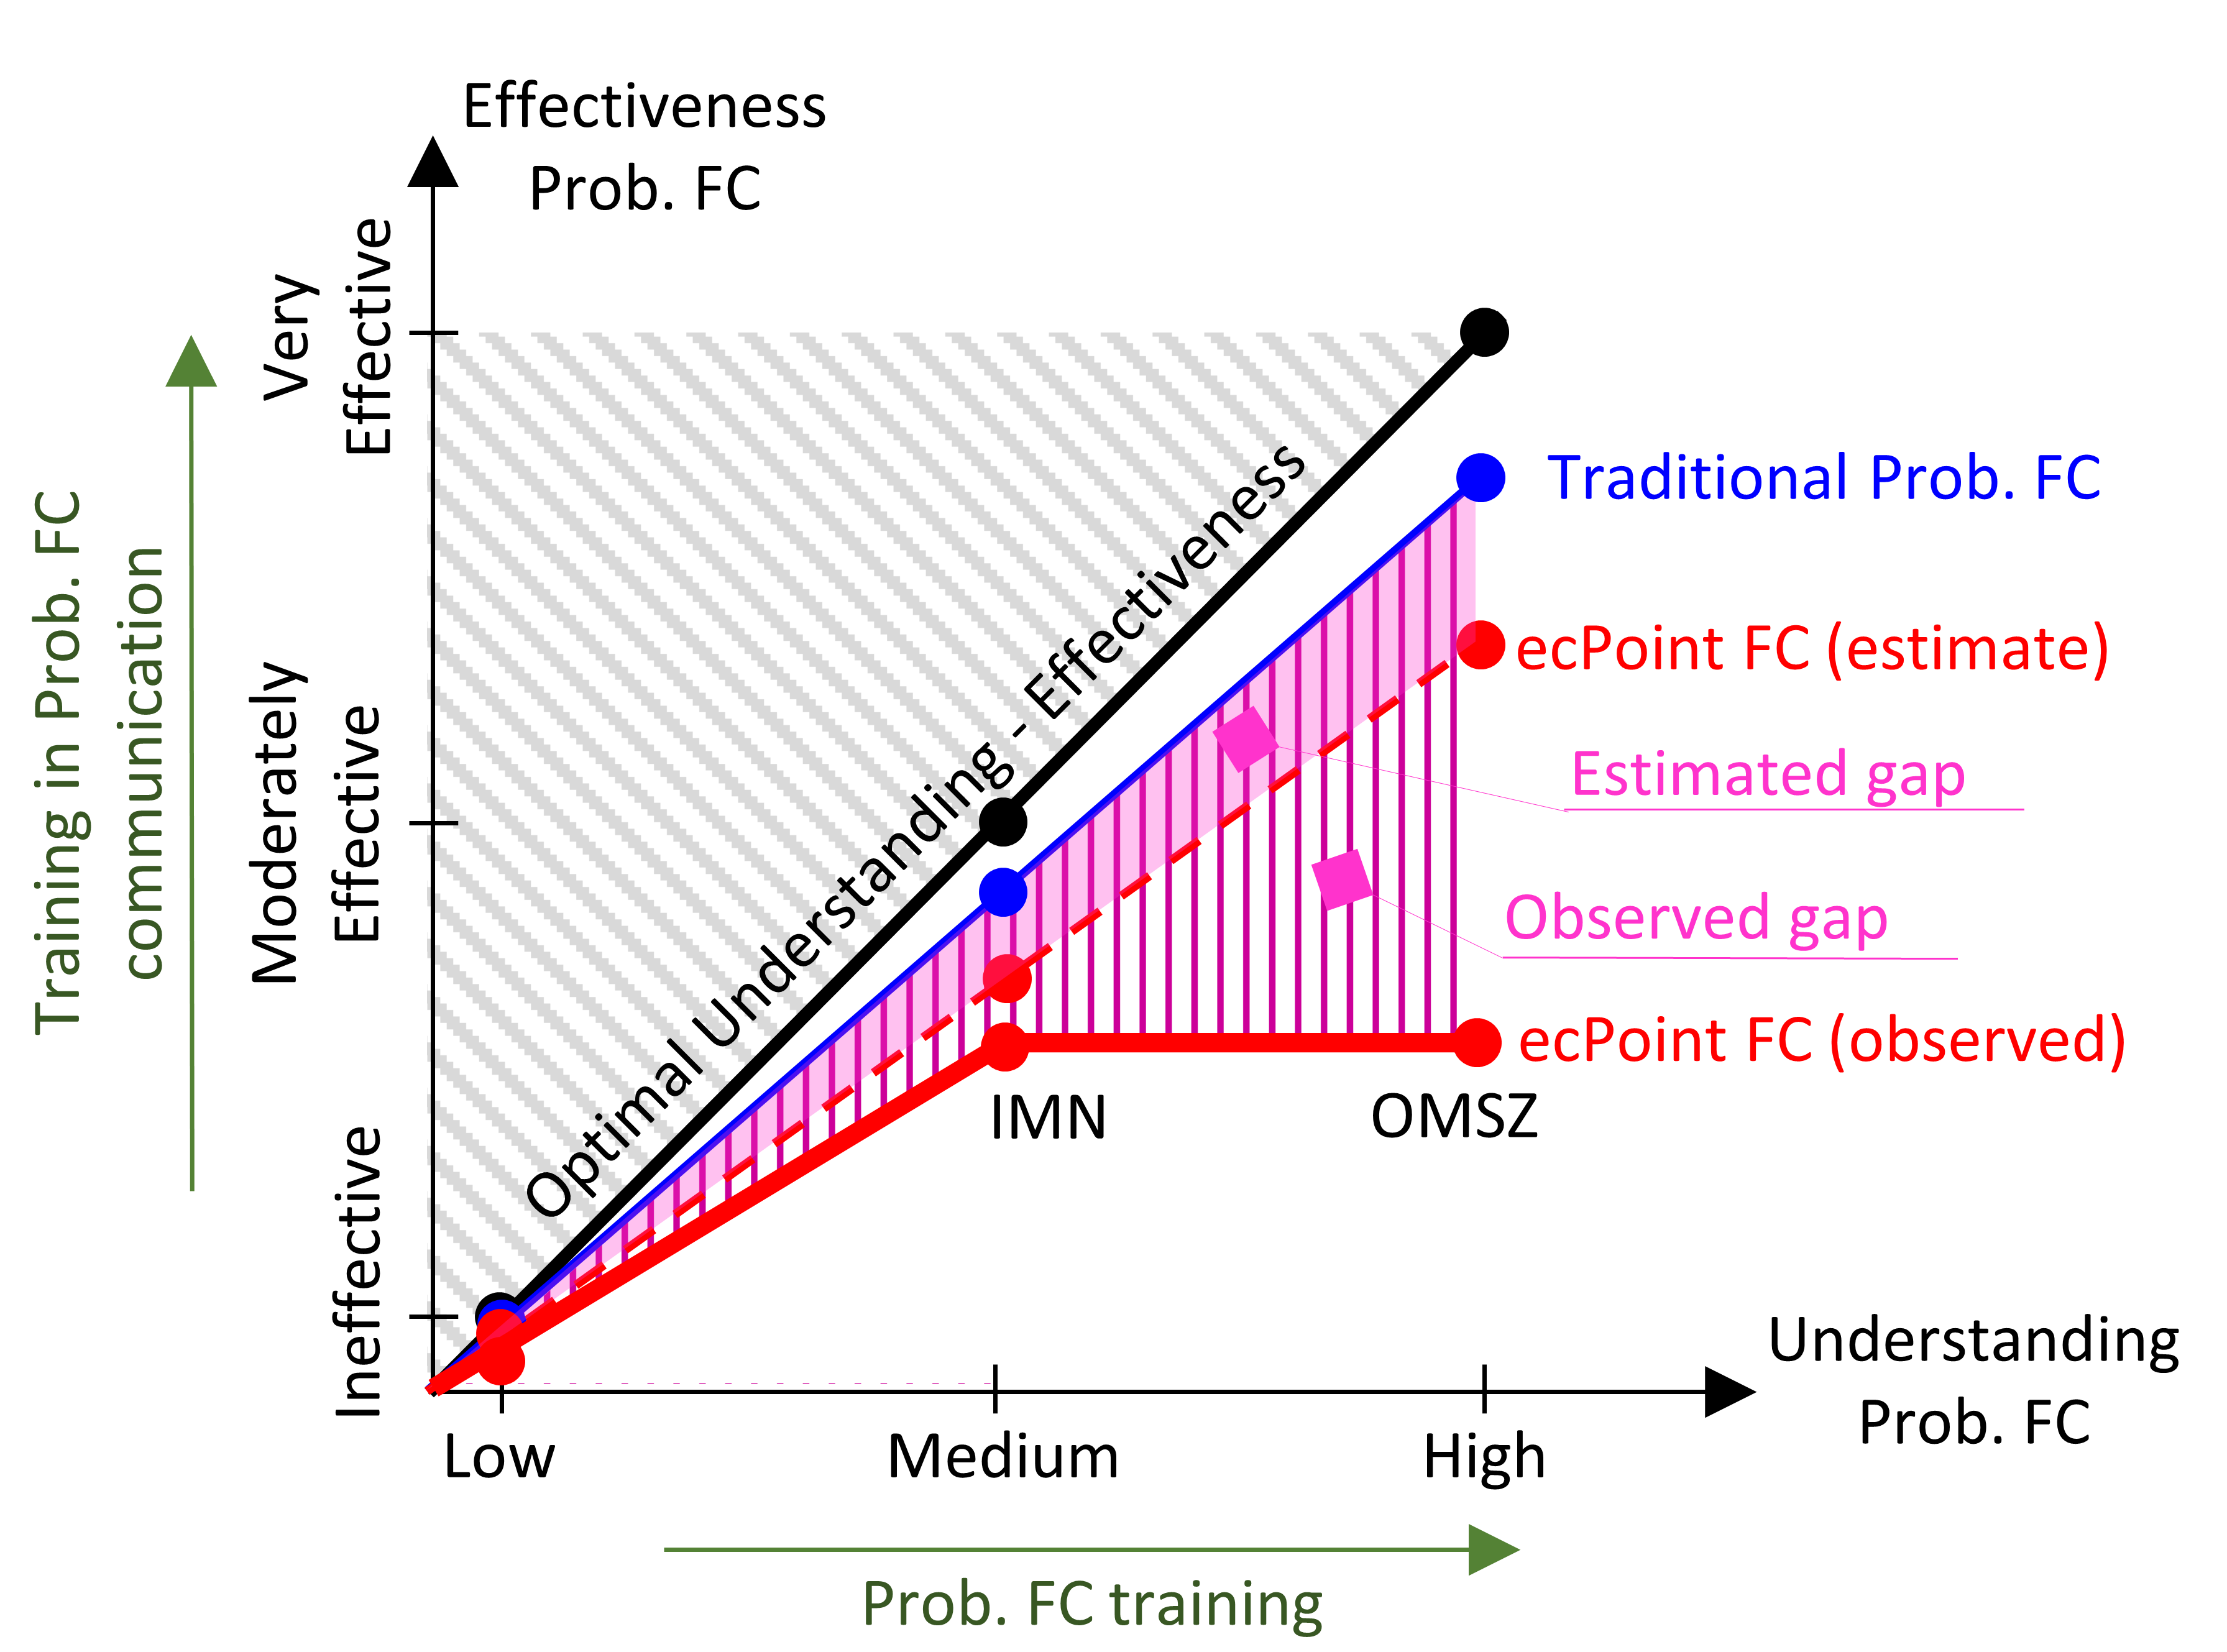 Effectiveness
Prob. FC
Very
Effective
Moderately
Effective
Ineffective
Training in Prob. FC
communication
Optimal Understanding - Effectiveness
Traditional Prob. FC
ecPoint FC (estimate)
Estimated gap
Observed gap
ecPoint FC (observed)
IMN
OMSZ
Understanding
Prob. FC
Low
Medium
High
Prob. FC training